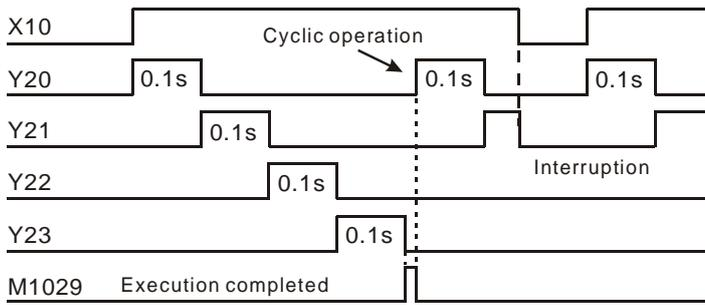 X10
Cyclic operation
Y20 0.1s 0.1s 0.1s
Y21 0.1s
Interruption
Y22 0.1s
Y23 0.1s
M1029 Execution completed